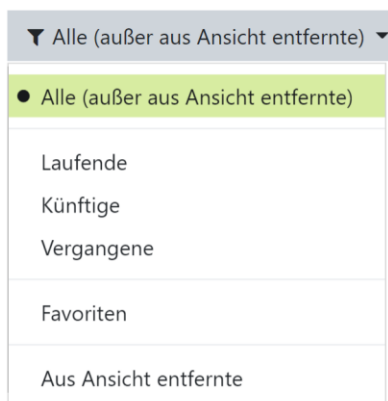 Alle (außer aus Ansicht entfernte)
Alle (außer aus Ansicht entfernte)
Laufende
Künftige
Vergangene
Favoriten
Aus Ansicht entfernte